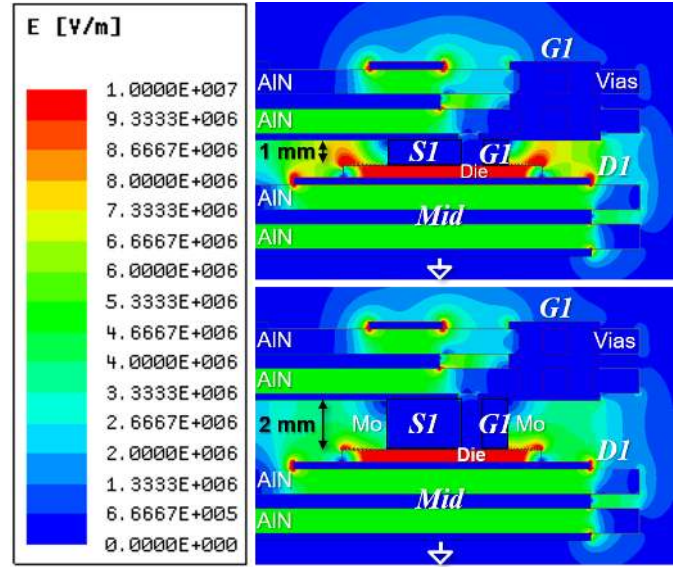 E [V/m]
1.0000E+007
9.3333E+006
8.6667E+006
8.0000E+006
7.3333E+006
6.6667E+006
6.0000E+006
5.3333E+006
4.6667E+006
4.0000E+006
3.3333E+006
2.6667E+006
2.0000E+006
1.3333E+006
6.6667E+005
0.0000E+000
G1
AlN Vias
AlN
1 mm S1 G1
Die D1
AlN Mid
AlN
G1
AlN Vias
AlN
2 mm Mo S1 G1 Mo
Die D1
AlN Mid
AlN